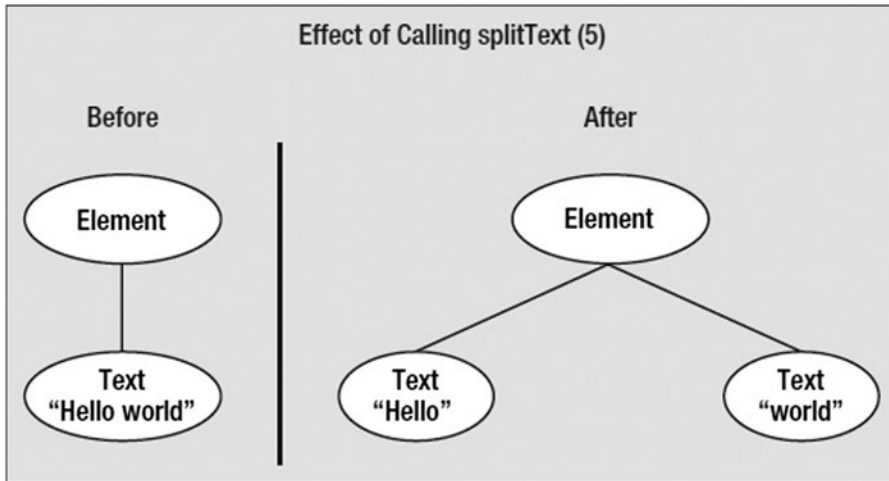 Effect of Calling splitText (5)
Before
After
Element
Element
Text
“Hello world”
Text
“Hello”
Text
“world”